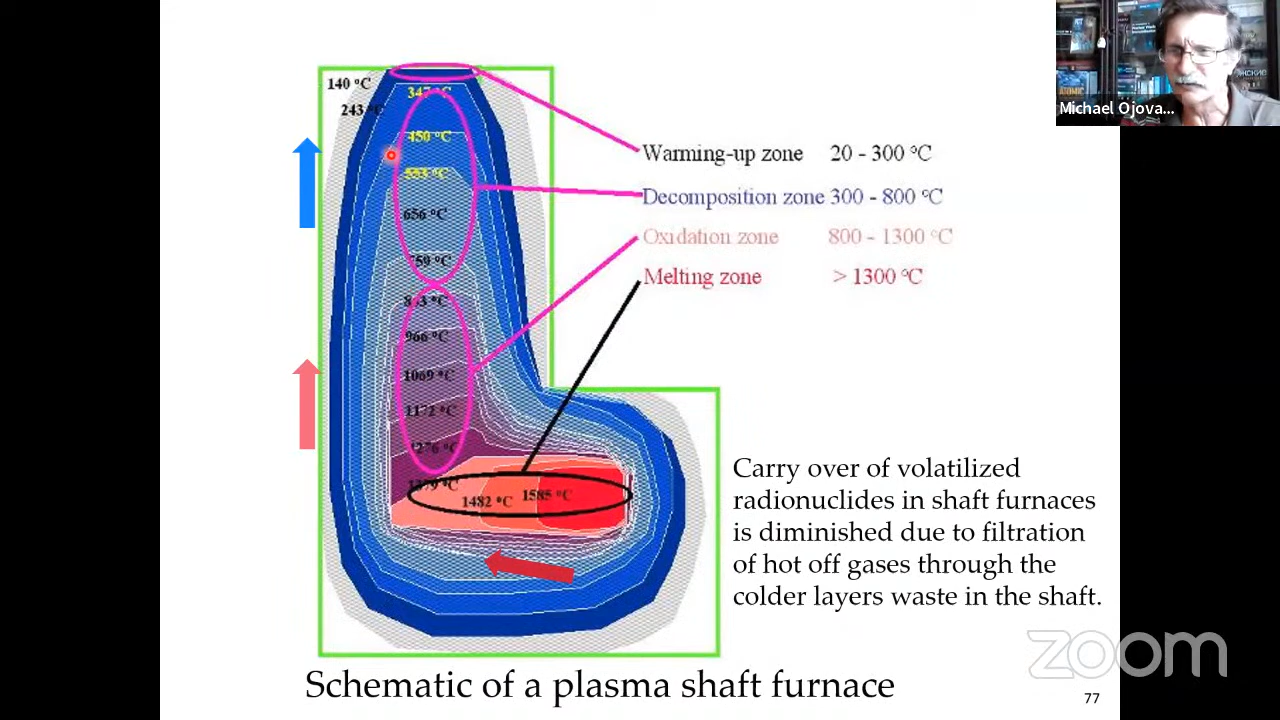 Michael Ojova...
140 °C
347 °C
243 °C
450 °C
553 °C
656 °C
759 °C
966 °C
1069 °C
1172 °C
1482 °C 1585 °C
Warming-up zone 20 - 300 °C
Decomposition zone 300 - 800 °C
Oxidation zone 800 - 1300 °C
Melting zone > 1300 °C
Carry over of volatilized
radionuclides in shaft furnaces
is diminished due to filtration
of hot off gases through the
colder layers waste in the shaft.
zoom
Schematic of a plasma shaft furnace
77